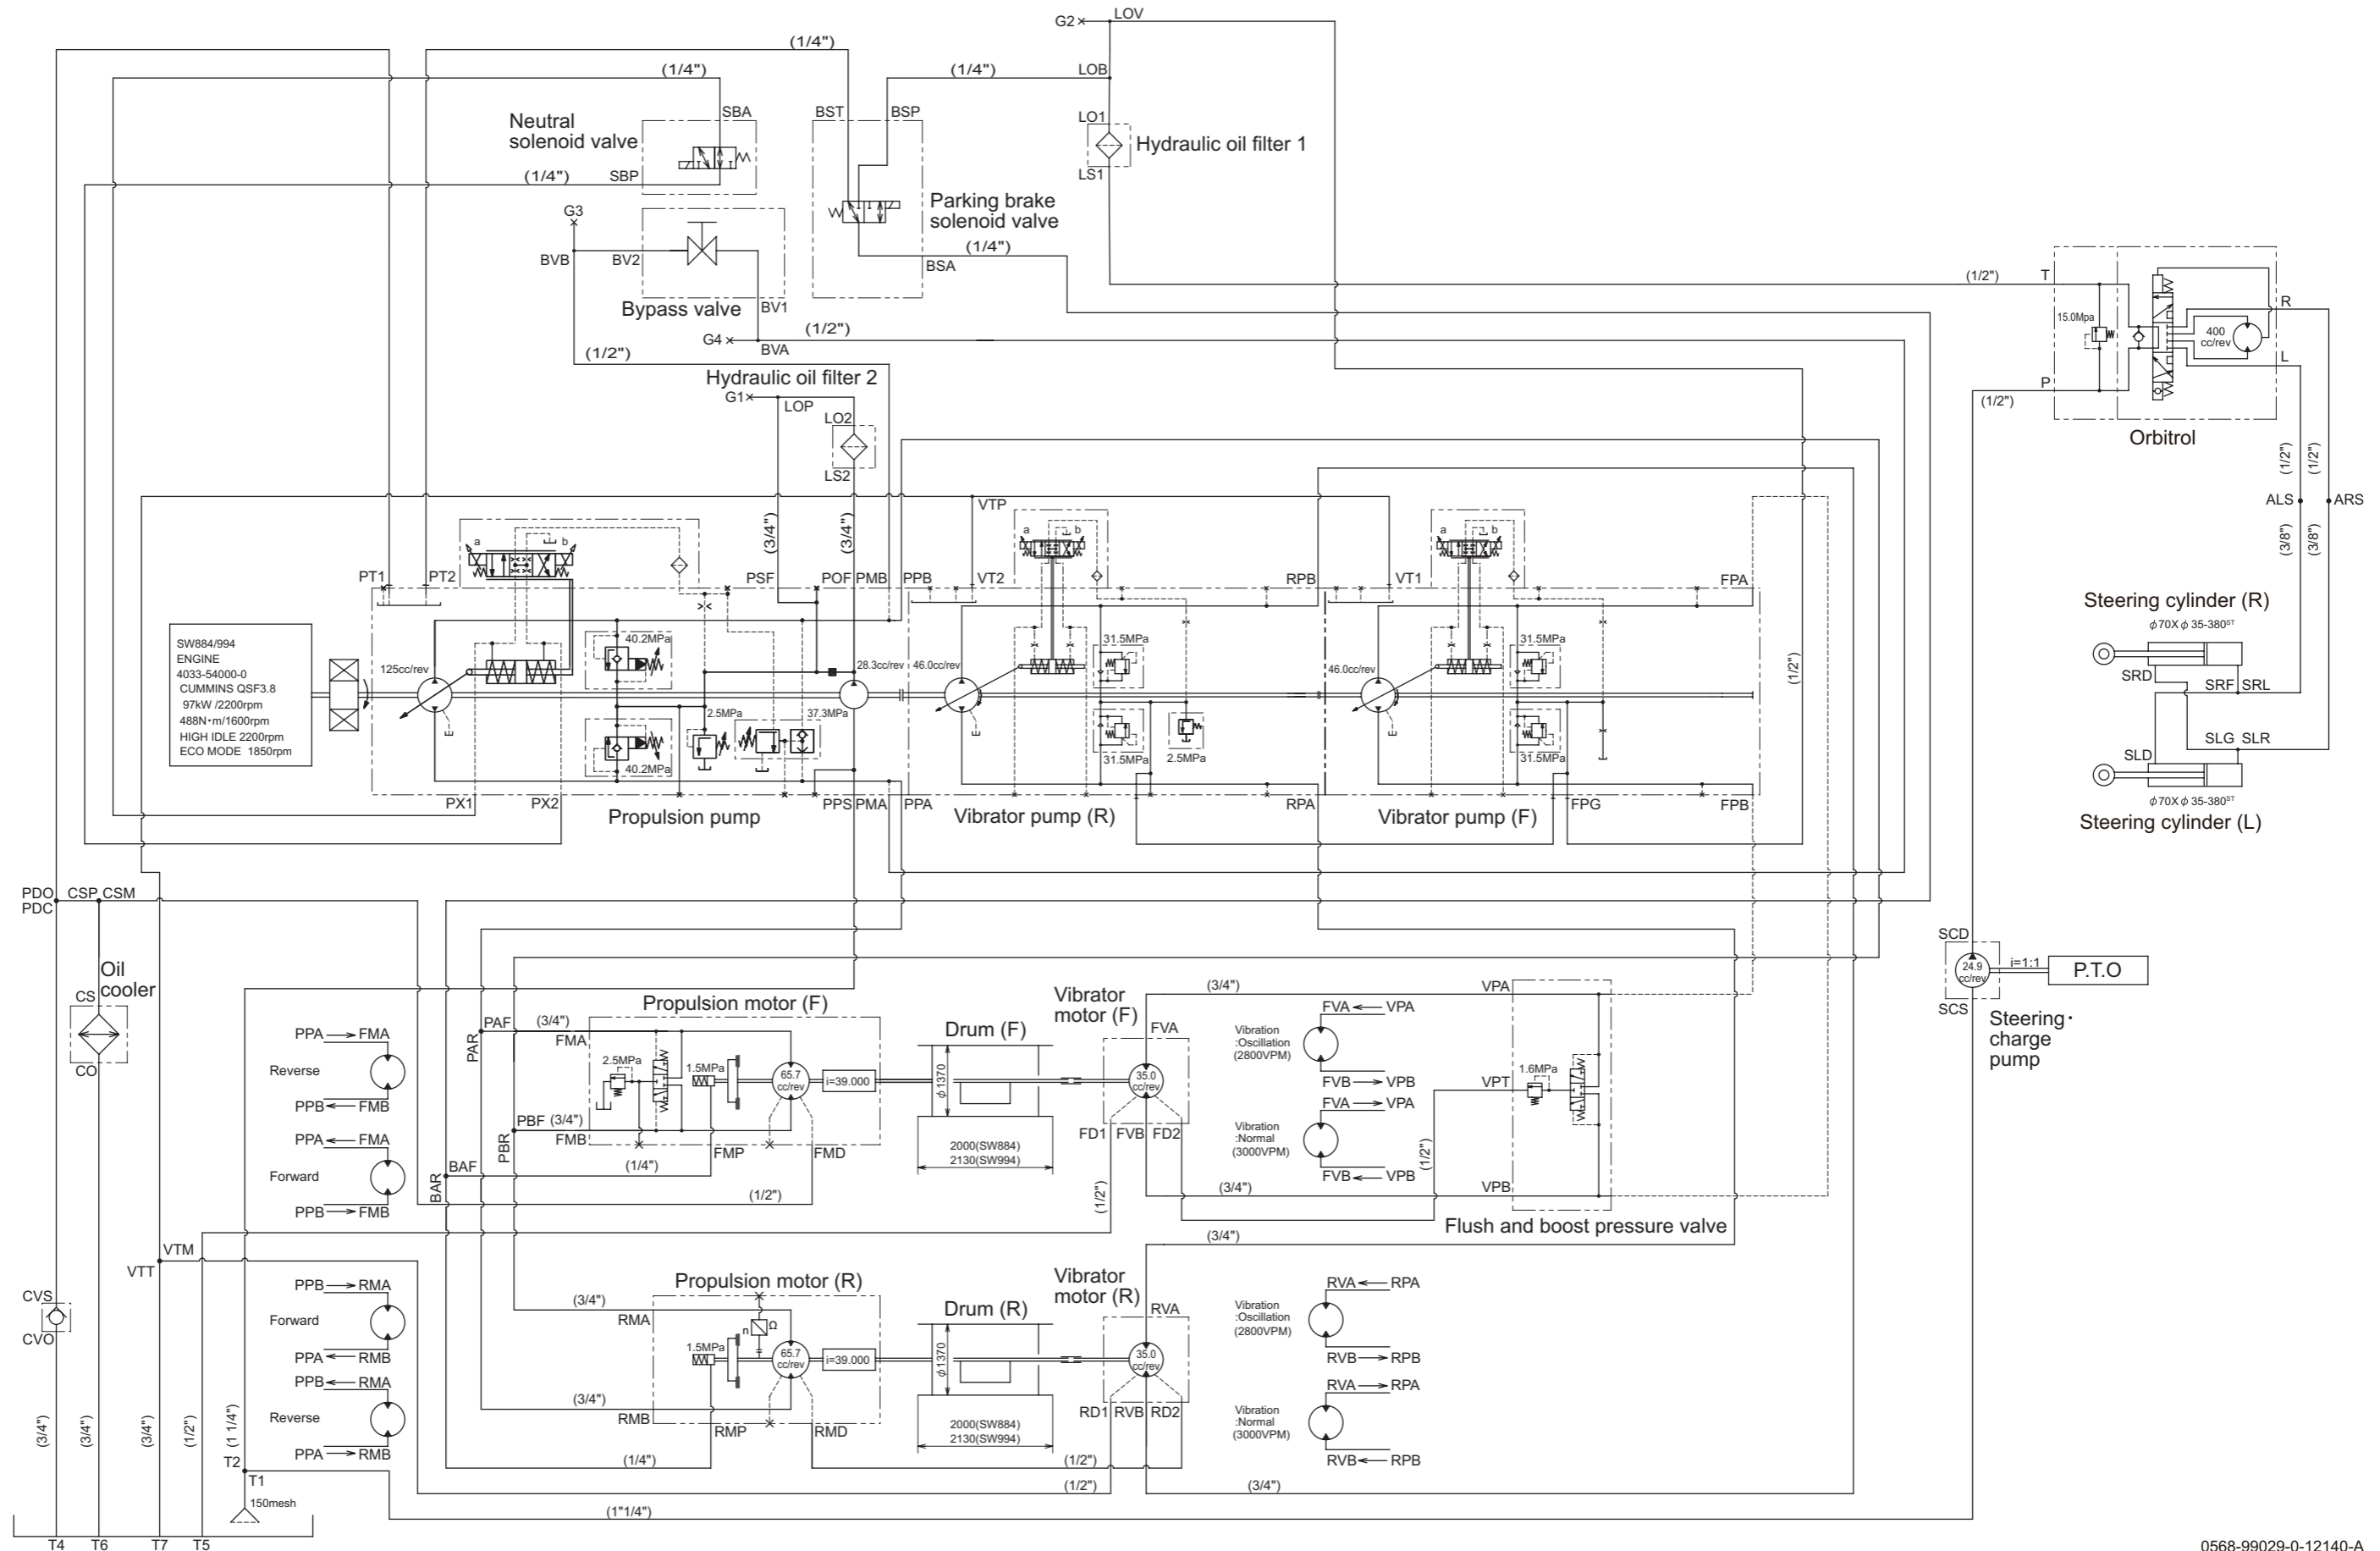 G2
LOV
(1/4")
(1/4")
(1/4")
LOB
SBA
BST
BSP
LO1
Neutral
solenoid valve
Hydraulic oil filter 1
(1/4")
SBP
LS1
G3
Parking brake
solenoid valve
(1/4")
BVB
BV2
BSA
Bypass valve
BV1
(1/2")
G4
BVA
(1/2")
(1/2")
T
R
15.0Mpa
400
cc/rev
L
P
(1/2")
Orbitrol
Hydraulic oil filter 2
G1
LOP
LO2
LS2
(1/2")
(1/2")
ALS
ARS
(3/8")
(3/8")
VTP
(3/4")
(3/4")
a
b
a
b
a
b
PT1
PT2
PSF
POF
PMB
PPB
VT2
RPB
VT1
FPA
SW884/994
ENGINE
4033-54000-0
CUMMINS QSF3.8
97kW /2200rpm
488N・m/1600rpm
HIGH IDLE 2200rpm
ECO MODE 1850rpm
125cc/rev
40.2MPa
28.3cc/rev
46.0cc/rev
31.5MPa
46.0cc/rev
31.5MPa
(1/2")
2.5MPa
37.3MPa
40.2MPa
31.5MPa
2.5MPa
31.5MPa
PX1
PX2
PPS
PMA
PPA
RPA
FPG
FPB
Propulsion pump
Vibrator pump (R)
Vibrator pump (F)
Steering cylinder (R)
φ70Xφ35-380ST
SRD
SRF
SRL
SLG
SLR
SLD
φ70Xφ35-380ST
Steering cylinder (L)
PDO
PDC
CSP
CSM
Oil
cooler
CS
CO
SCD
24.9
cc/rev
i=1:1
P.T.O
SCS
Steering・
charge
pump
Propulsion motor (F)
PAF
(3/4")
FMA
PAR
2.5MPa
1.5MPa
65.7
cc/rev
i=39.000
Drum (F)
φ1370
2000(SW884)
2130(SW994)
Vibrator
motor (F)
FVA
35.0
cc/rev
FD1
FVB
FD2
PBF
(3/4")
FMB
PBR
FMP
FMD
BAF
BAR
(1/4")
(1/2")
(1/2")
(3/4")
VPA
Vibration
:Oscillation
(2800VPM)
FVA
VPA
FVB
VPB
Vibration
:Normal
(3000VPM)
FVA
VPA
FVB
VPB
VPT
1.6MPa
(1/2")
(3/4")
VPB
Flush and boost pressure valve
PPA
FMA
Reverse
PPB
FMB
PPA
FMA
Forward
PPB
FMB
VTM
VTT
(3/4")
CVS
CVO
PPB
RMA
Forward
PPA
RMB
PPB
RMA
Reverse
PPA
RMB
Propulsion motor (R)
(3/4")
RMA
n
Ω
1.5MPa
65.7
cc/rev
i=39.000
(3/4")
RMB
RMP
RMD
(1/4")
Drum (R)
φ1370
2000(SW884)
2130(SW994)
Vibrator
motor (R)
RVA
35.0
cc/rev
RD1
RVB
RD2
(1/2")
(1/2")
(3/4")
Vibration
:Oscillation
(2800VPM)
RVA
RPA
RVB
RPB
Vibration
:Normal
(3000VPM)
RVA
RPA
RVB
RPB
(3/4")
(3/4")
(3/4")
(1/2")
(1 1/4")
T2
T1
150mesh
(1"1/4")
T4
T6
T7
T5
0568-99029-0-12140-A